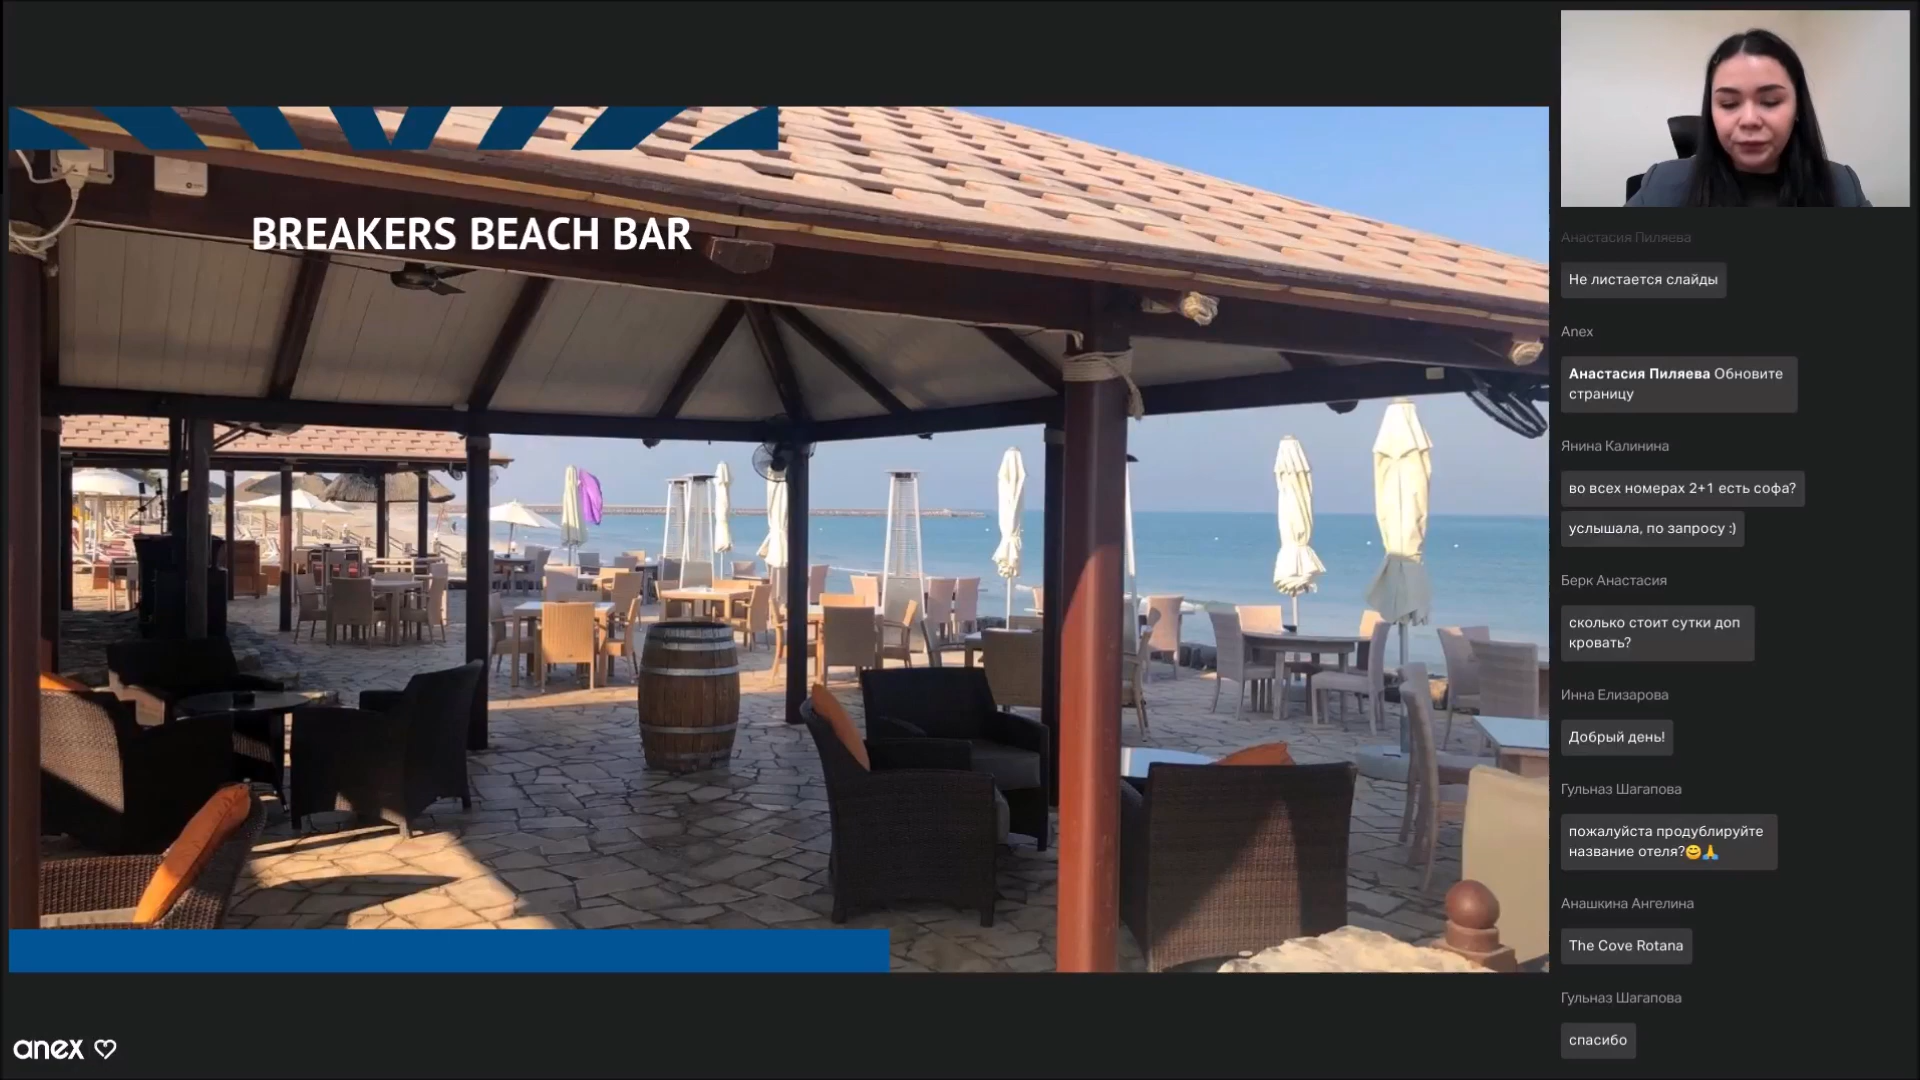 BREAKERS BEACH BAR
anex
Анастасия Пиляева
Не листается слайды
Anex
Анастасия Пиляева Обновите
страницу
Янина Калинина
во всех номерах 2+1 есть софа?
услышала, по запросу :)
Берк Анастасия
сколько стоит сутки доп
кровать?
Инна Елизарова
Добрый день!
Гульназ Шагапова
пожалуйста продублируйте
название отеля?😊🙏
Анашкина Ангелина
The Cove Rotana
Гульназ Шагапова
спасибо